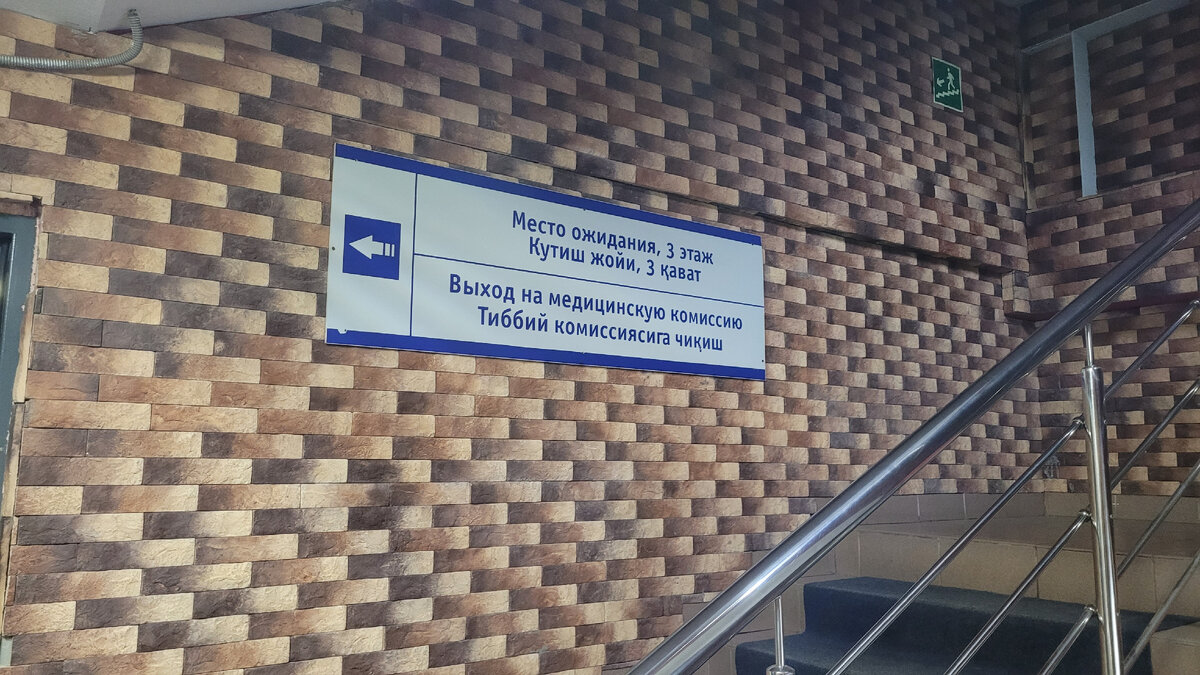 Место ожидания, 3 этаж
Кутиш жойи, 3 қават
Выход на медицинскую комиссию
Тиббий комиссиясига чиқиш